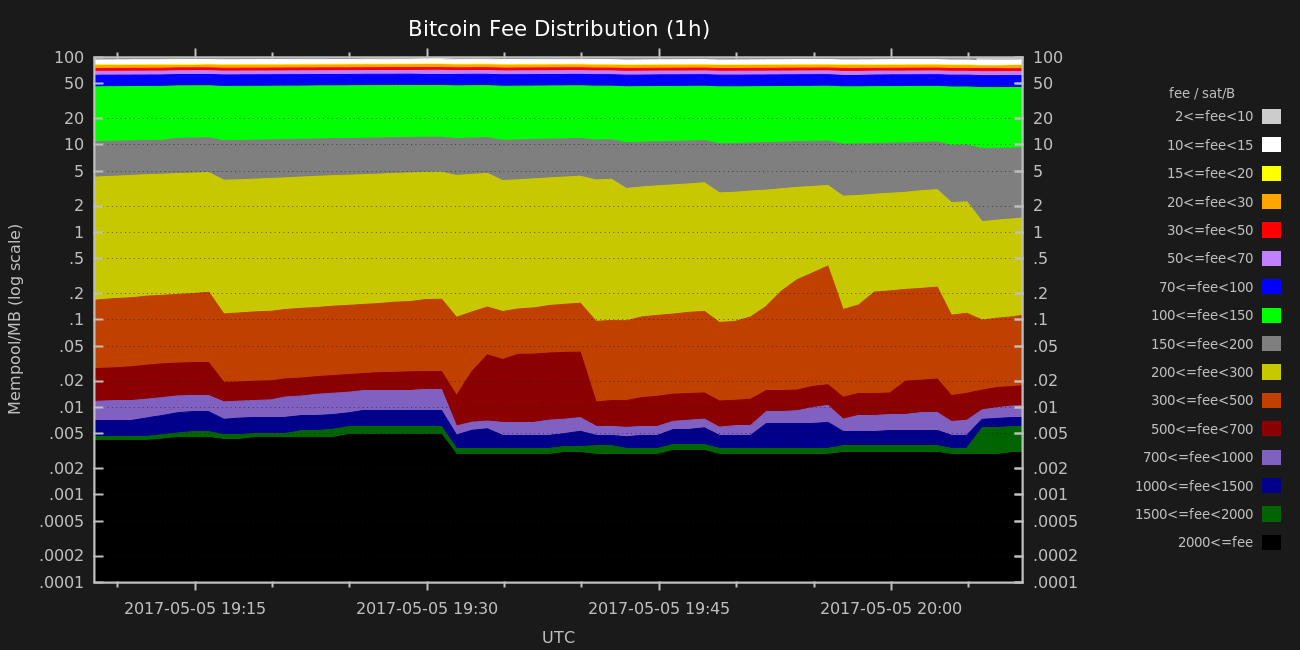 Bitcoin Fee Distribution (1h)
Mempool/MB (log scale)
100
50
20
10
5
2
1
.5
.2
.1
.05
.02
.01
.005
.002
.001
.0005
.0002
.0001
100
50
20
10
5
2
1
.5
.2
.1
.05
.02
.01
.005
.002
.001
.0005
.0002
.0001
2017-05-05 19:15
2017-05-05 19:30
2017-05-05 19:45
2017-05-05 20:00
UTC
fee / sat/B
2<=fee<10
10<=fee<15
15<=fee<20
20<=fee<30
30<=fee<50
50<=fee<70
70<=fee<100
100<=fee<150
150<=fee<200
200<=fee<300
300<=fee<500
500<=fee<700
700<=fee<1000
1000<=fee<1500
1500<=fee<2000
2000<=fee